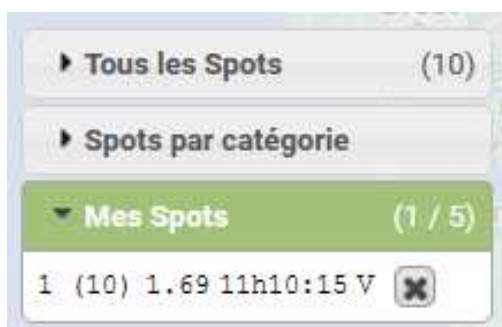 Tous les Spots (10)
Spots par catégorie
Mes Spots (1 / 5)
1 (10) 1.69 11h10:15 V